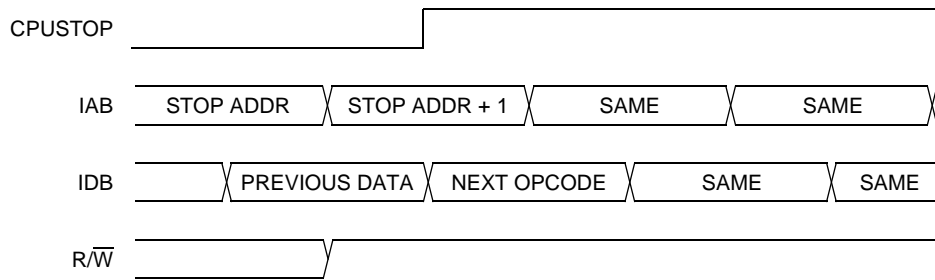 CPUSTOP
IAB STOP ADDR STOP ADDR + 1 SAME SAME
IDB PREVIOUS DATA NEXT OPCODE SAME SAME
R/W̅